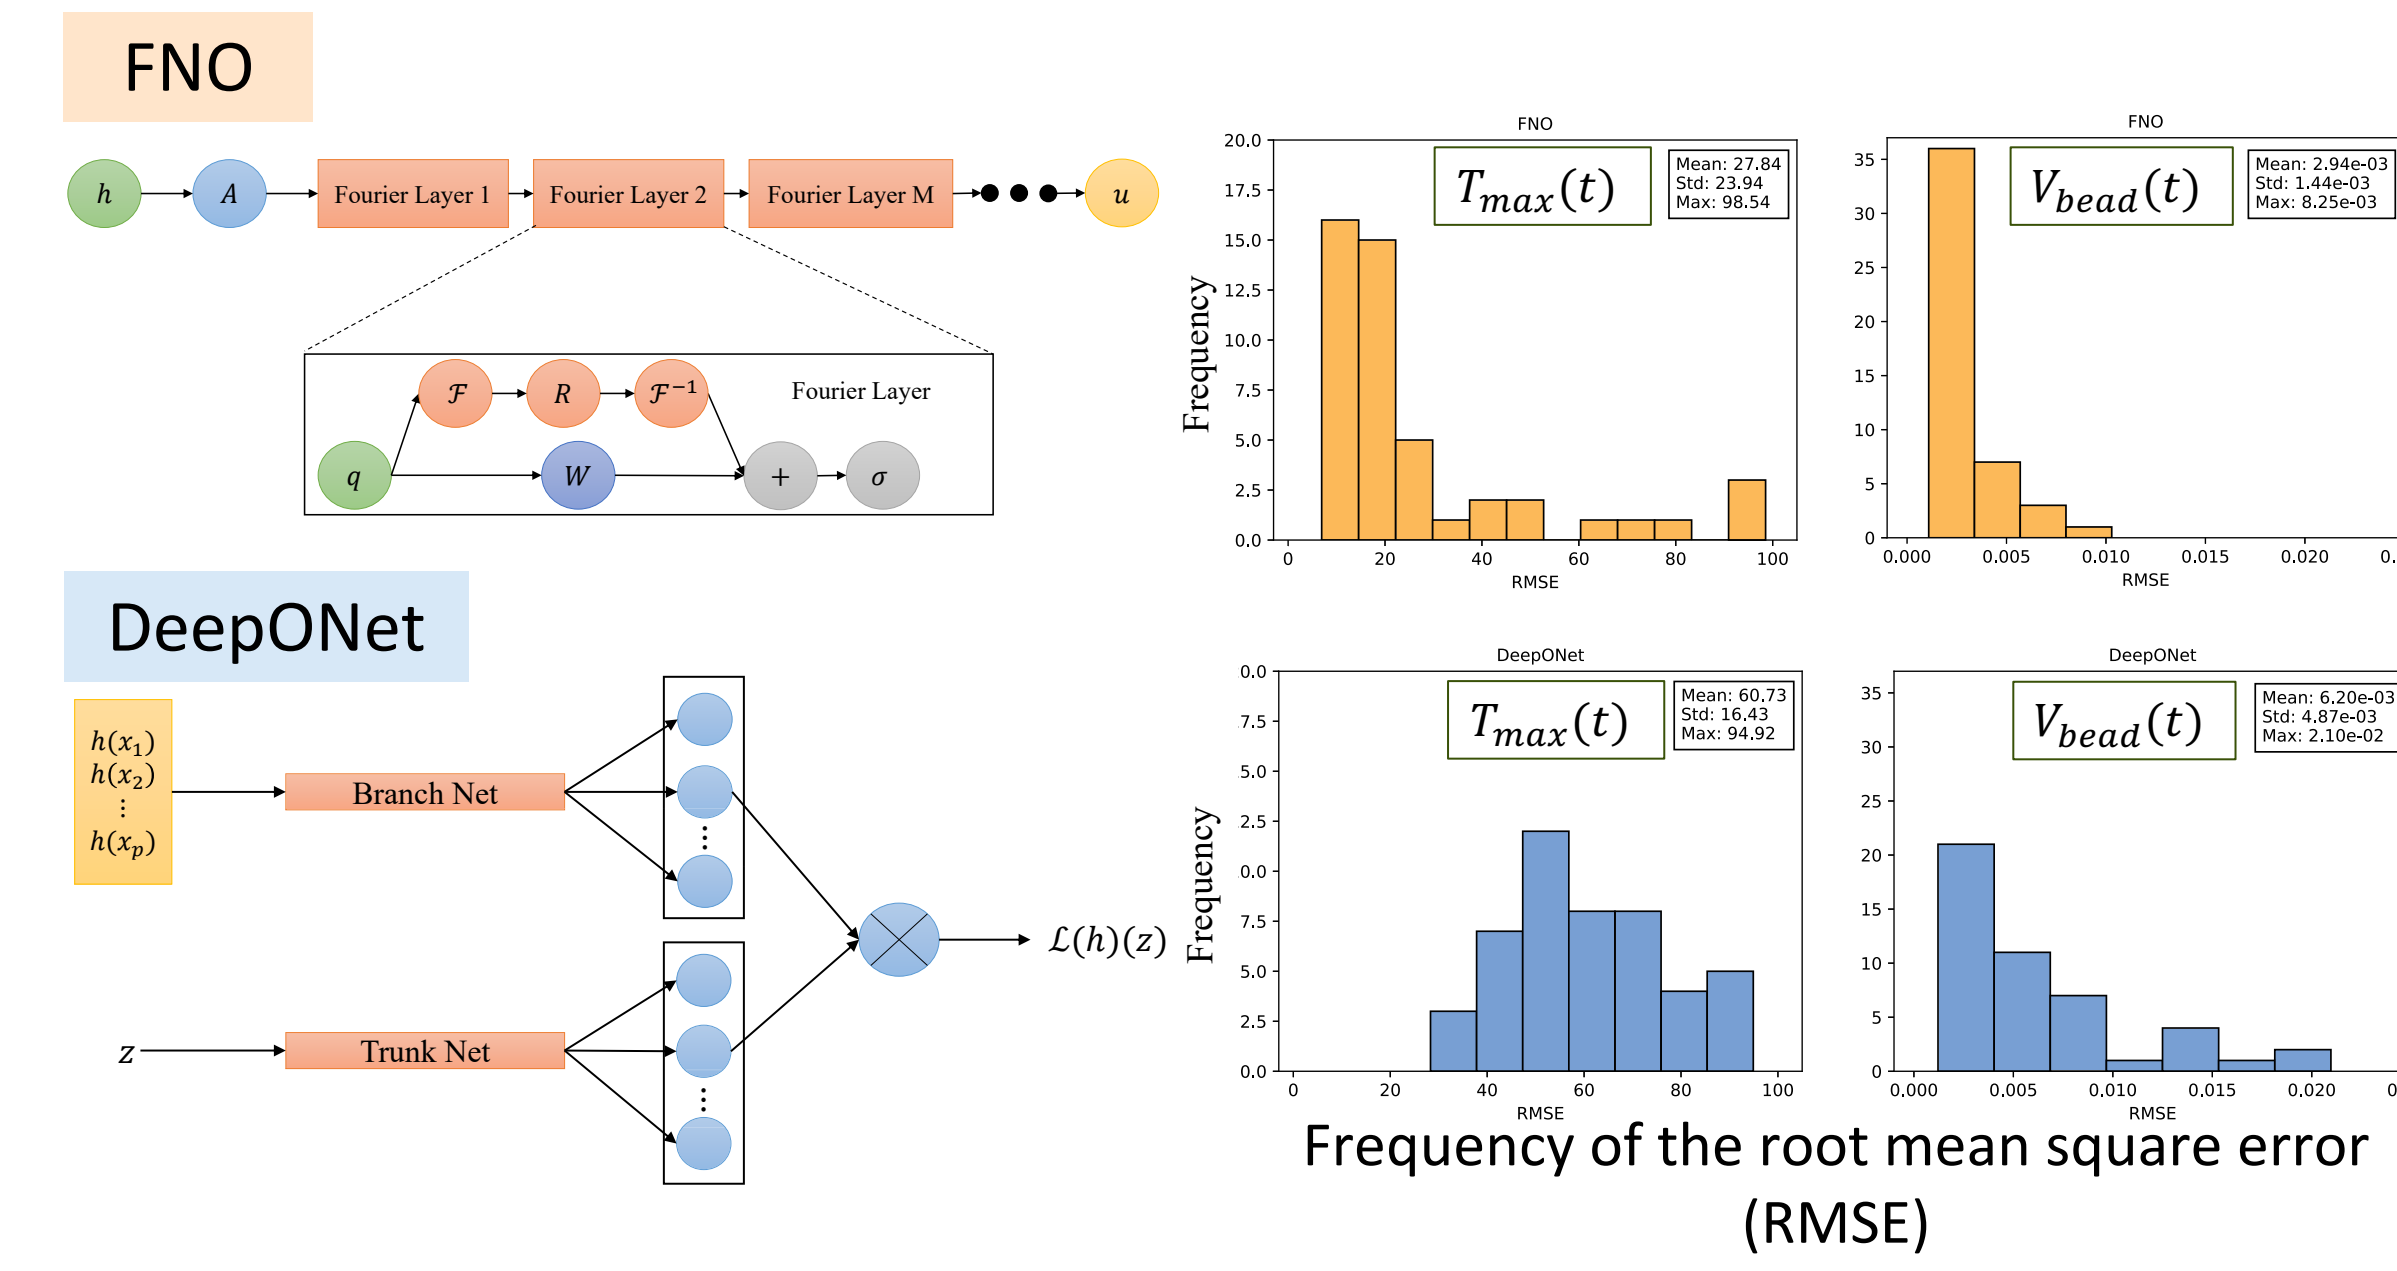 FNO
h
A
Fourier Layer 1
Fourier Layer 2
Fourier Layer M
u
ℱ
R
ℱ⁻¹
Fourier Layer
q
W
+
σ
DeepONet
h(x₁)
h(x₂)
⋮
h(xₚ)
Branch Net
⋮
z
Trunk Net
⋮
ℒ(h)(z)
FNO
T_max(t)
Mean: 27.84
Std: 23.94
Max: 98.54
Frequency
20.0
17.5
15.0
12.5
10.0
7.5
5.0
2.5
0.0
0 20 40 60 80 100
RMSE
FNO
V_bead(t)
Mean: 2.94e-03
Std: 1.44e-03
Max: 8.25e-03
35
30
25
20
15
10
5
0
0.000 0.005 0.010 0.015 0.020 0.
RMSE
DeepONet
T_max(t)
Mean: 60.73
Std: 16.43
Max: 94.92
Frequency
0.0
7.5
5.0
2.5
0.0
7.5
5.0
2.5
0.0
0 20 40 60 80 100
RMSE
DeepONet
V_bead(t)
Mean: 6.20e-03
Std: 4.87e-03
Max: 2.10e-02
35
30
25
20
15
10
5
0
0.000 0.005 0.010 0.015 0.020 0
RMSE
Frequency of the root mean square error
(RMSE)